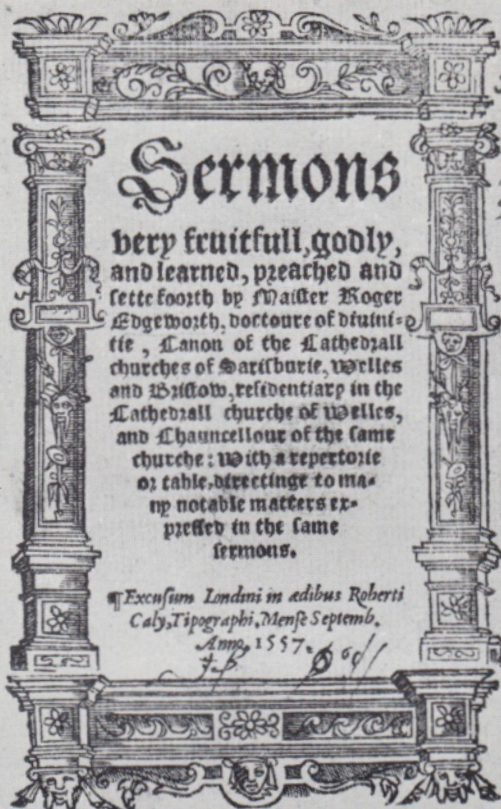 Sermons
very fruitfull, godly,
and learned, preached and
sette foorth by Maister Roger
Edgeworth, doctoure of diuini-
tie, Canon of the Cathedrall
churches of Sarisburie, Welles
and Bristow, residentiary in the
Cathedrall churche of Welles,
and Chauncellour of the same
churche: With a repertorie
or table, directinge to ma-
ny notable matters ex-
pressed in the same
sermons.
¶Excusum Londini in ædibus Roberti
Caly, Tipographi, Mense Septemb.
Anno, 1557.